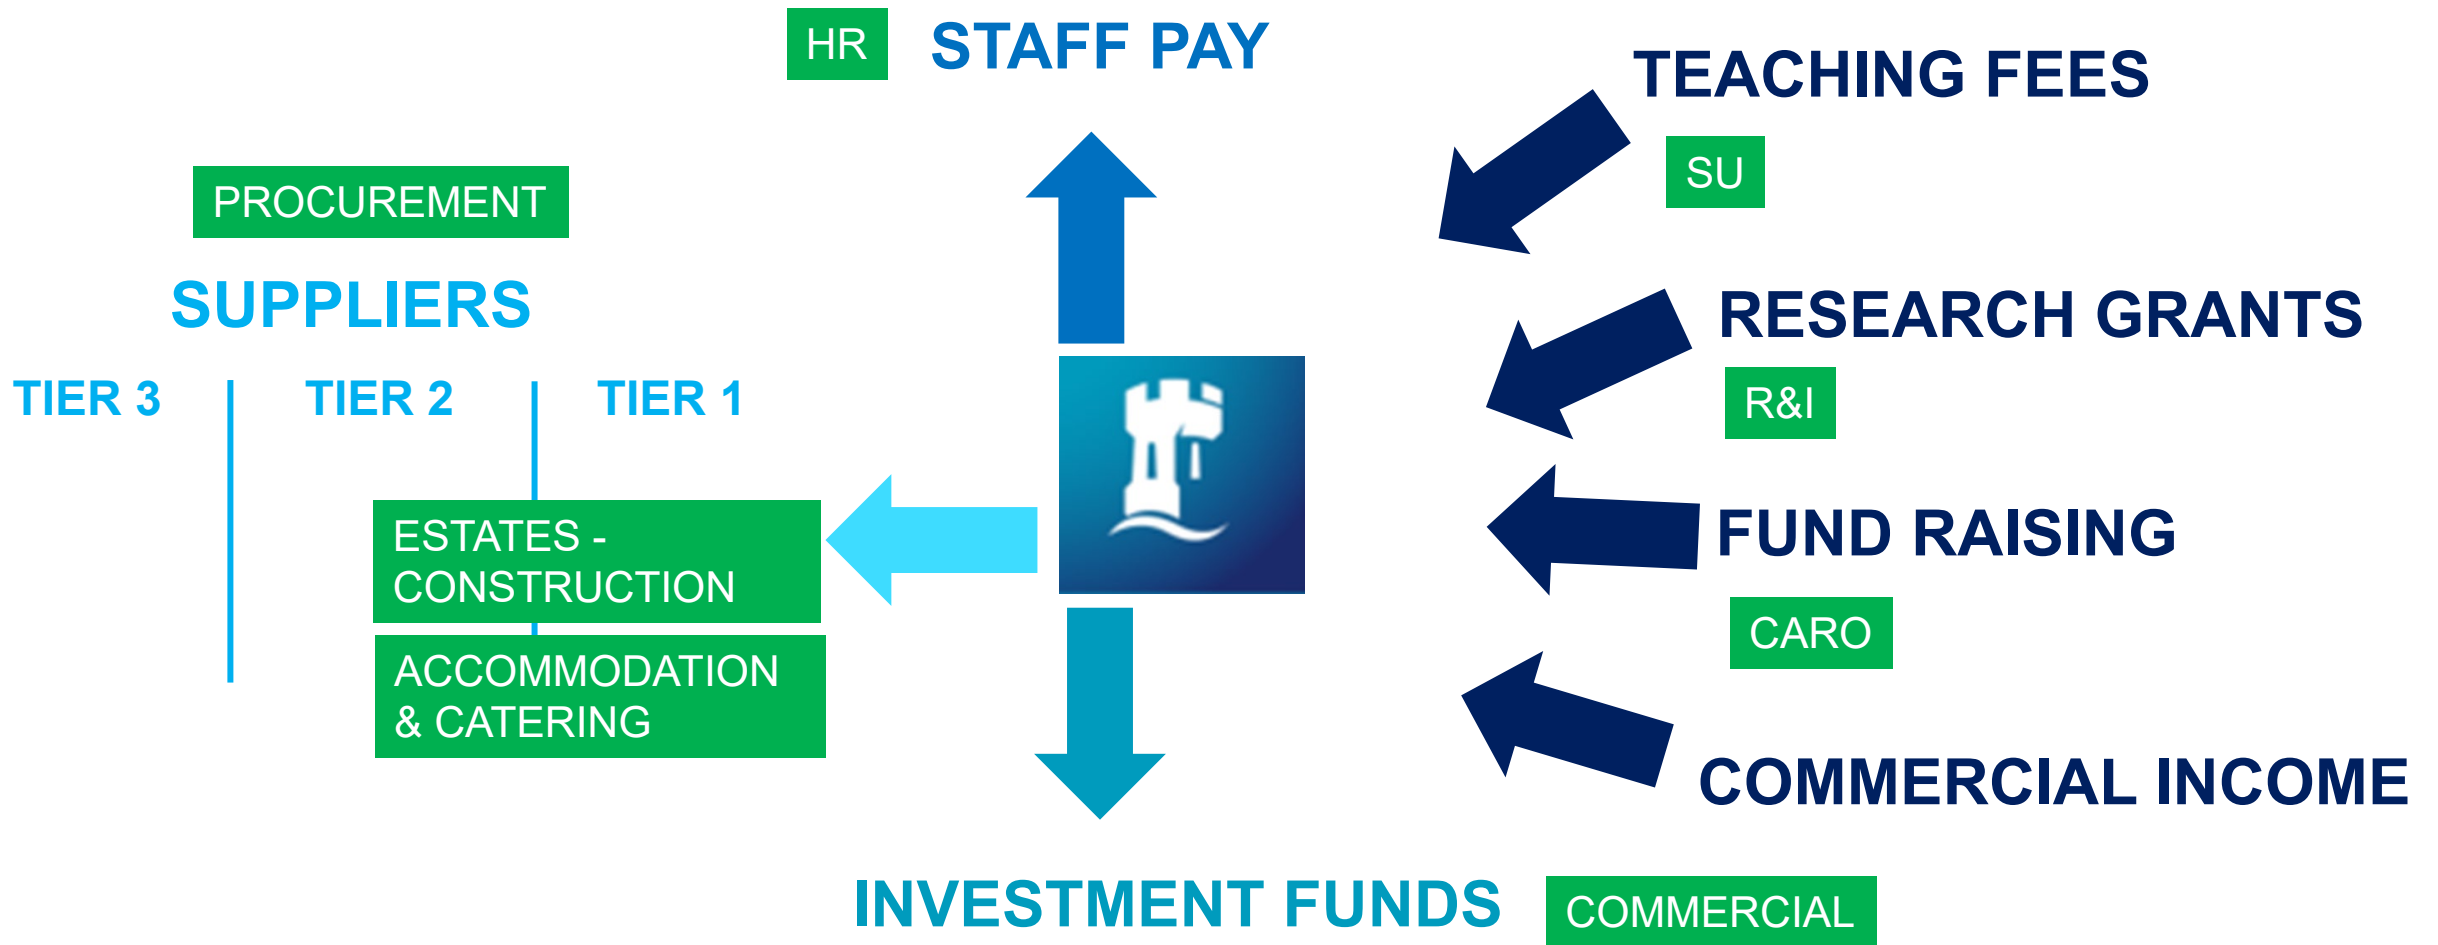 HR
STAFF PAY
TEACHING FEES
SU
PROCUREMENT
SUPPLIERS
TIER 3
TIER 2
TIER 1
RESEARCH GRANTS
R&I
ESTATES -
CONSTRUCTION
ACCOMMODATION
& CATERING
FUND RAISING
CARO
COMMERCIAL INCOME
INVESTMENT FUNDS
COMMERCIAL